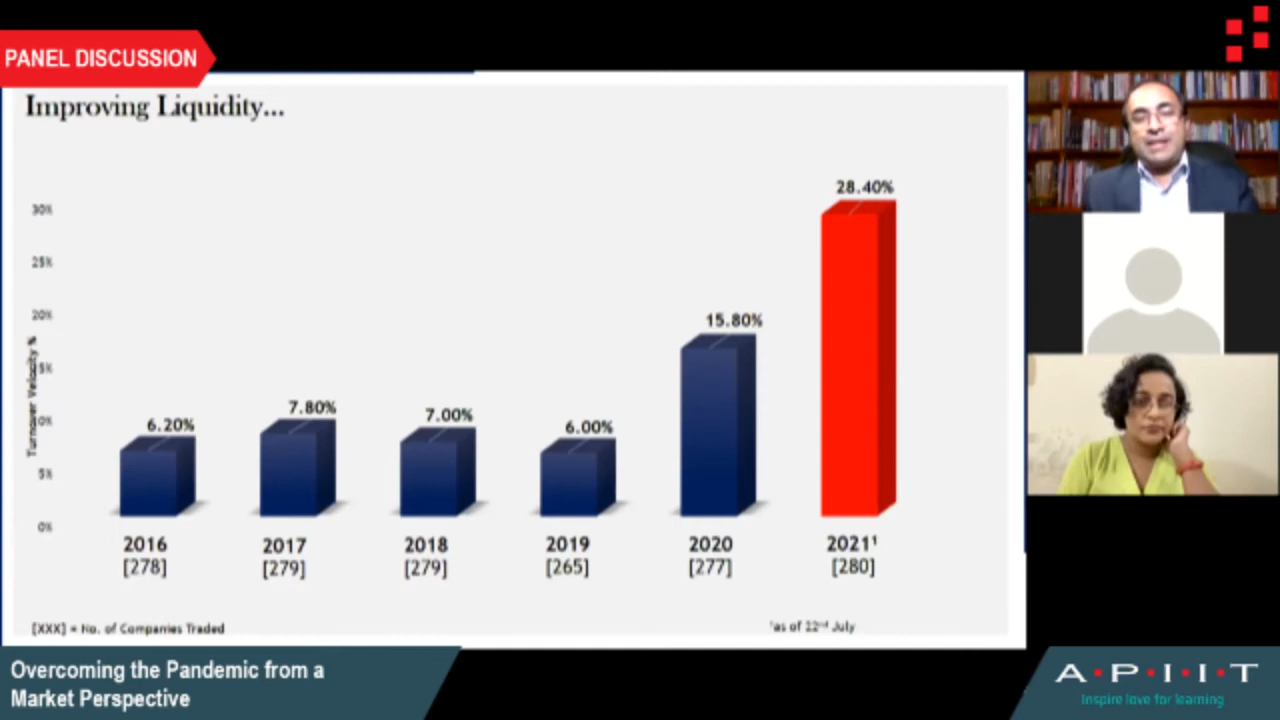 PANEL DISCUSSION
Improving Liquidity...
Turnover Velocity %
30%
25%
20%
15%
10%
5%
0%
6.20%
7.80%
7.00%
6.00%
15.80%
28.40%
2016
[278]
2017
[279]
2018
[279]
2019
[265]
2020
[277]
2021¹
[280]
[XXX] = No. of Companies Traded
¹as of 22nd July
Overcoming the Pandemic from a
Market Perspective
A·P·I·I·T
Inspire love for learning